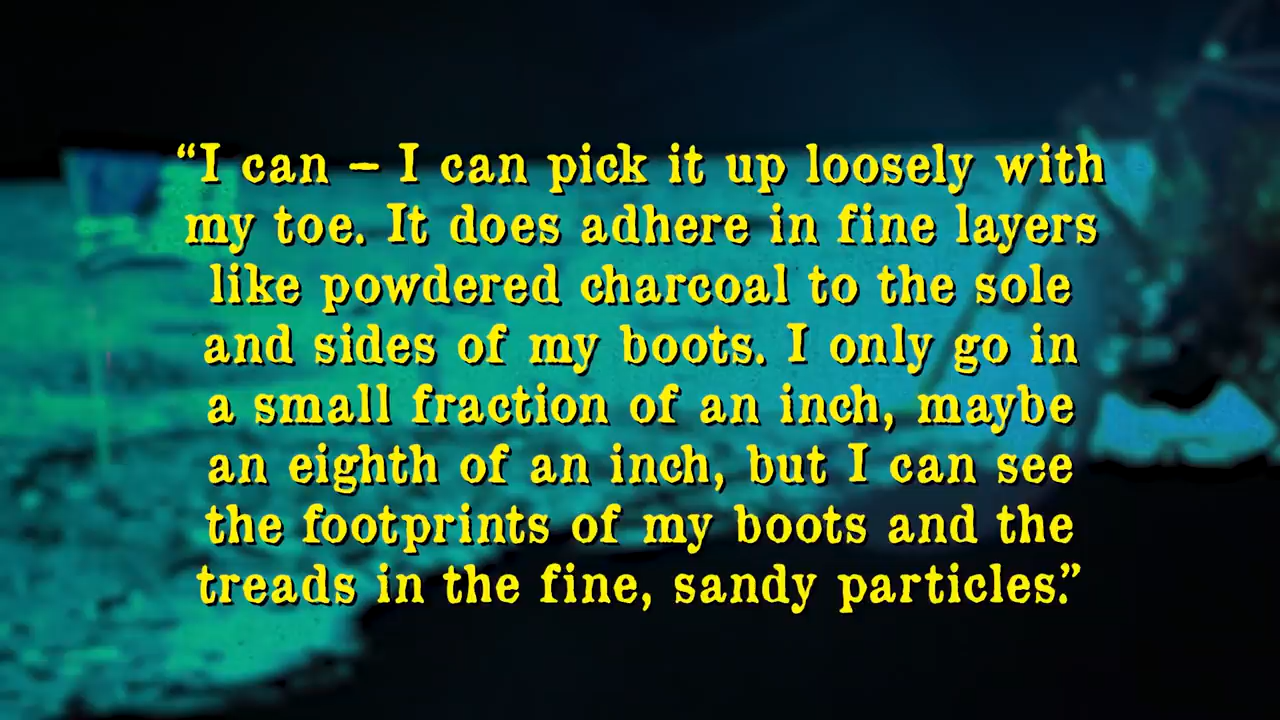 “I can – I can pick it up loosely with
my toe. It does adhere in fine layers
like powdered charcoal to the sole
and sides of my boots. I only go in
a small fraction of an inch, maybe
an eighth of an inch, but I can see
the footprints of my boots and the
treads in the fine, sandy particles.”